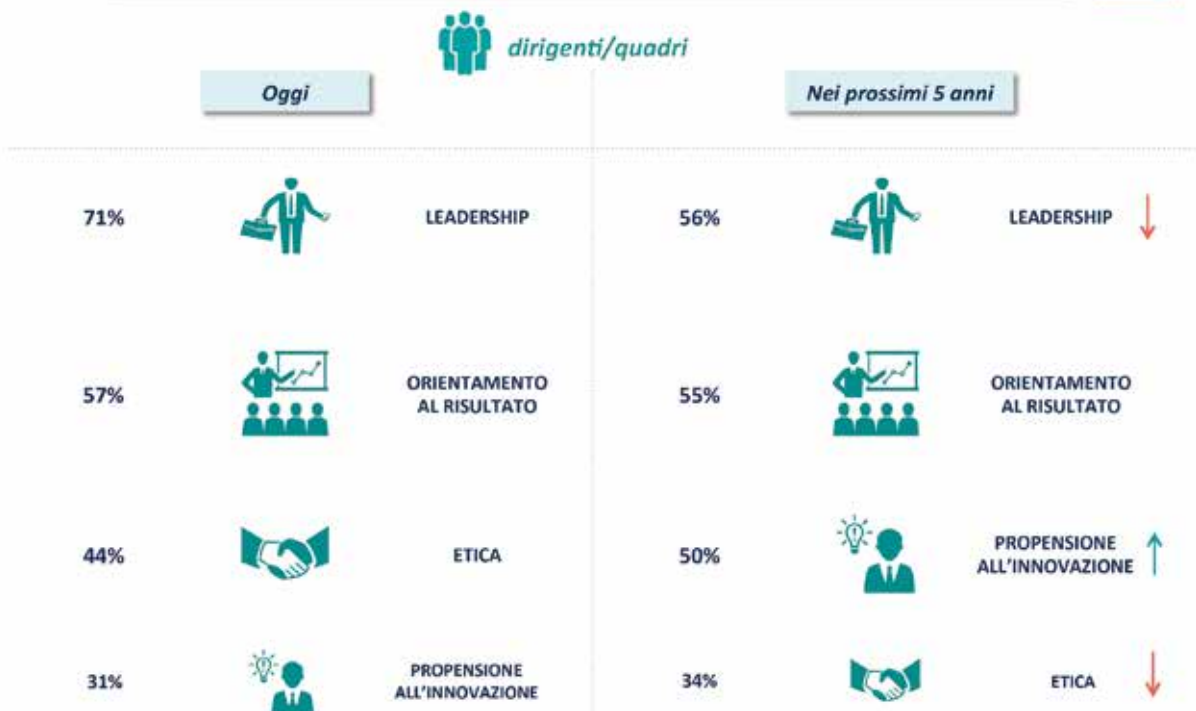 dirigenti/quadri
Oggi
Nei prossimi 5 anni
71%
LEADERSHIP
56%
LEADERSHIP
57%
ORIENTAMENTO
AL RISULTATO
55%
ORIENTAMENTO
AL RISULTATO
44%
ETICA
50%
PROPENSIONE
ALL'INNOVAZIONE
31%
PROPENSIONE
ALL'INNOVAZIONE
34%
ETICA